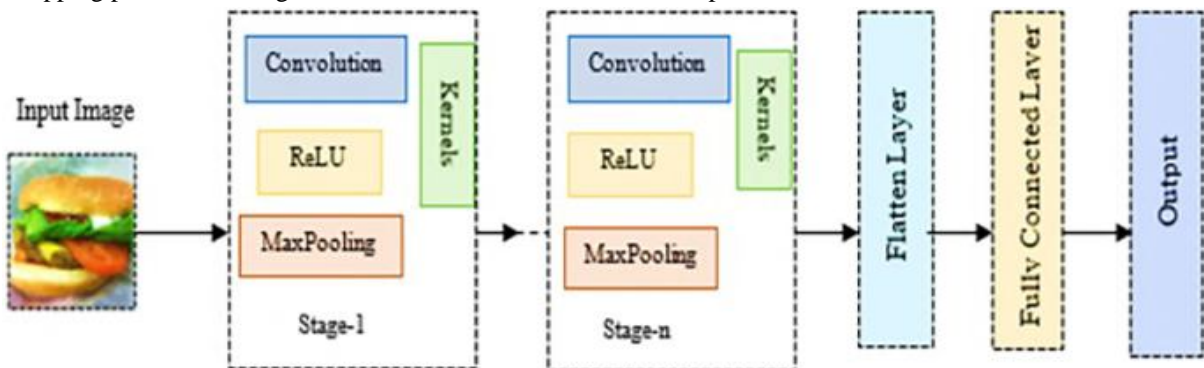 Input Image
Convolution
Kernels
ReLU
MaxPooling
Stage-1
Convolution
Kernels
ReLU
MaxPooling
Stage-n
Flatten Layer
Fully Connected Layer
Output